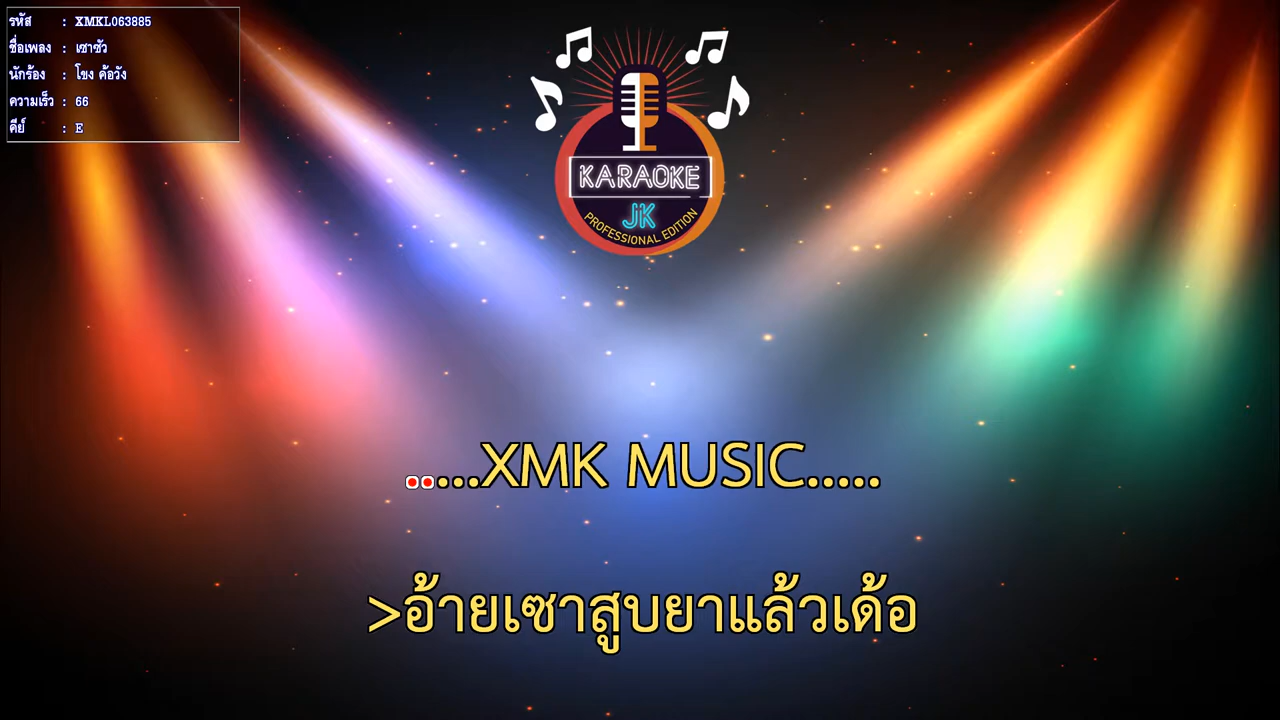 รหัส : XMKL063885
ชื่อเพลง : เซาซัว
นักร้อง : โขง ค้อวัง
ความเร็ว : 66
คีย์ : E
KARAOKE
JK
PROFESSIONAL EDITION
.....XMK MUSIC.....
>อ้ายเซาสูบยาแล้วเด้อ